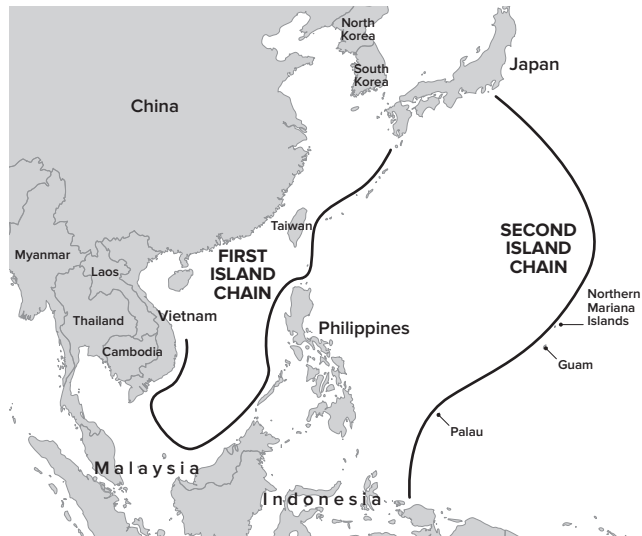 North
Korea
South
Korea
Japan
China
Taiwan
SECOND
ISLAND
CHAIN
Myanmar
FIRST
ISLAND
CHAIN
Laos
Northern
Mariana
Islands
Thailand
Vietnam
Philippines
Cambodia
Guam
Palau
Malaysia
Indonesia